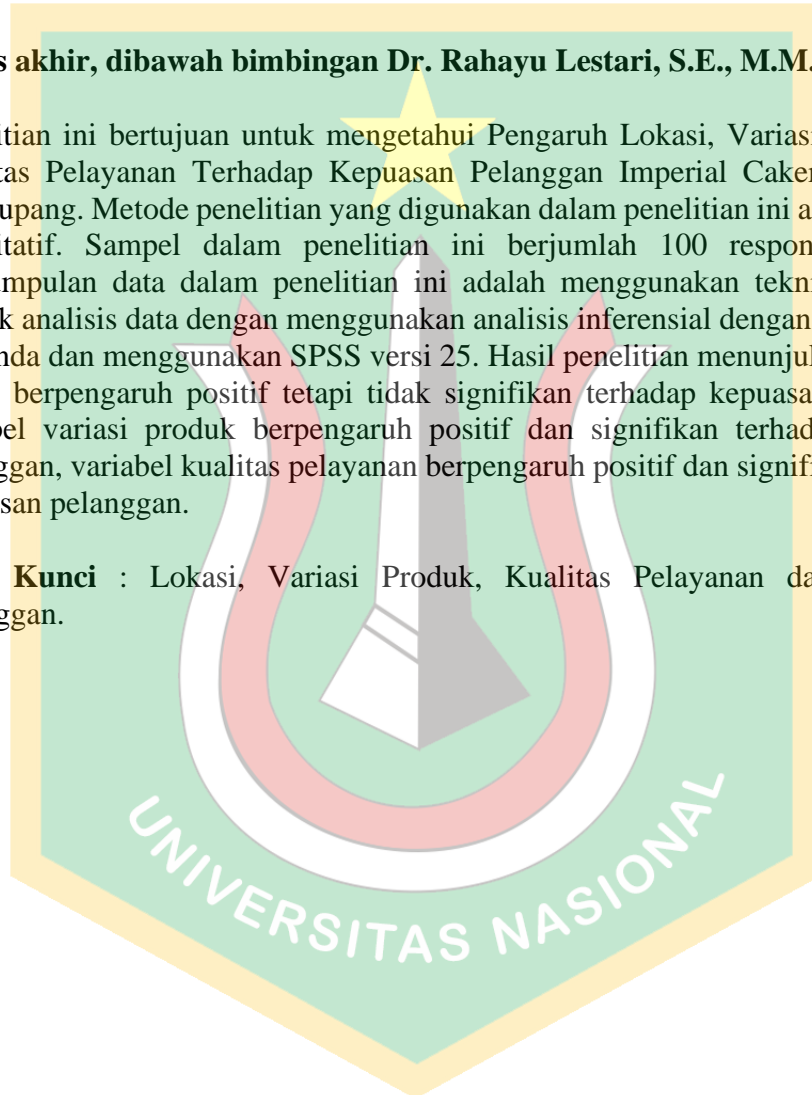 s akhir, dibawah bimbingan Dr. Rahayu Lestari, S.E., M.M.
itian ini bertujuan untuk mengetahui Pengaruh Lokasi, Variasi
tas Pelayanan Terhadap Kepuasan Pelanggan Imperial Caker
upang. Metode penelitian yang digunakan dalam penelitian ini a
itatif. Sampel dalam penelitian ini berjumlah 100 respon
umpulan data dalam penelitian ini adalah menggunakan tekni
k analisis data dengan menggunakan analisis inferensial dengan
nda dan menggunakan SPSS versi 25. Hasil penelitian menunjul
berpengaruh positif tetapi tidak signifikan terhadap kepuasa
bel variasi produk berpengaruh positif dan signifikan terhad
ggan, variabel kualitas pelayanan berpengaruh positif dan signifi
san pelanggan.
Kunci : Lokasi, Variasi Produk, Kualitas Pelayanan da
ggan.
UNIVERSITAS NASIONAL